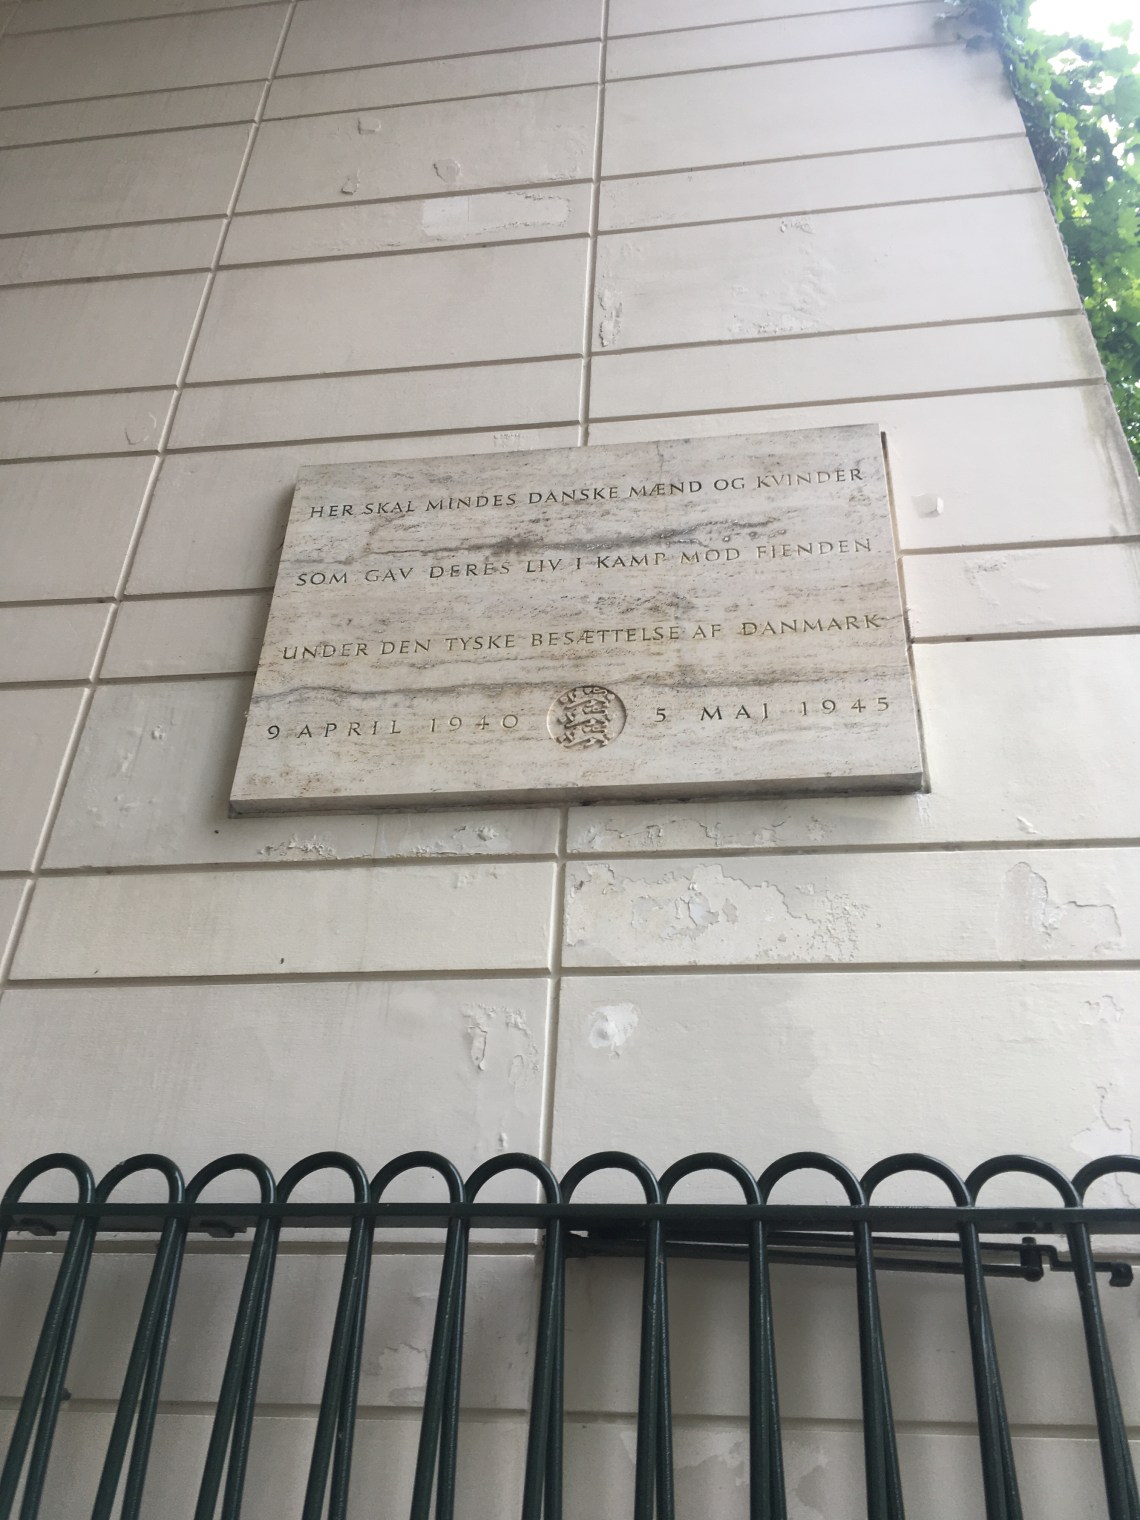 HER SKAL MINDES DANSKE MÆND OG KVINDER
SOM GAV DERES LIV I KAMP MOD FJENDEN
UNDER DEN TYSKE BESÆTTELSE AF DANMARK
9 APRIL 1940 5 MAJ 1945